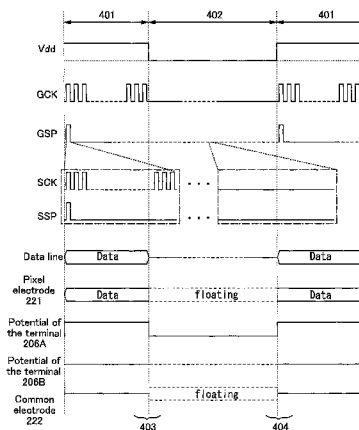 401 402 401
Vdd
GCK
GSP
SCK
SSP
Data line Data Data
Pixel
electrode
221
Data floating Data
Potential of
the terminal
206A
Potential of
the terminal
206B
Common
electrode
222
floating
403 404